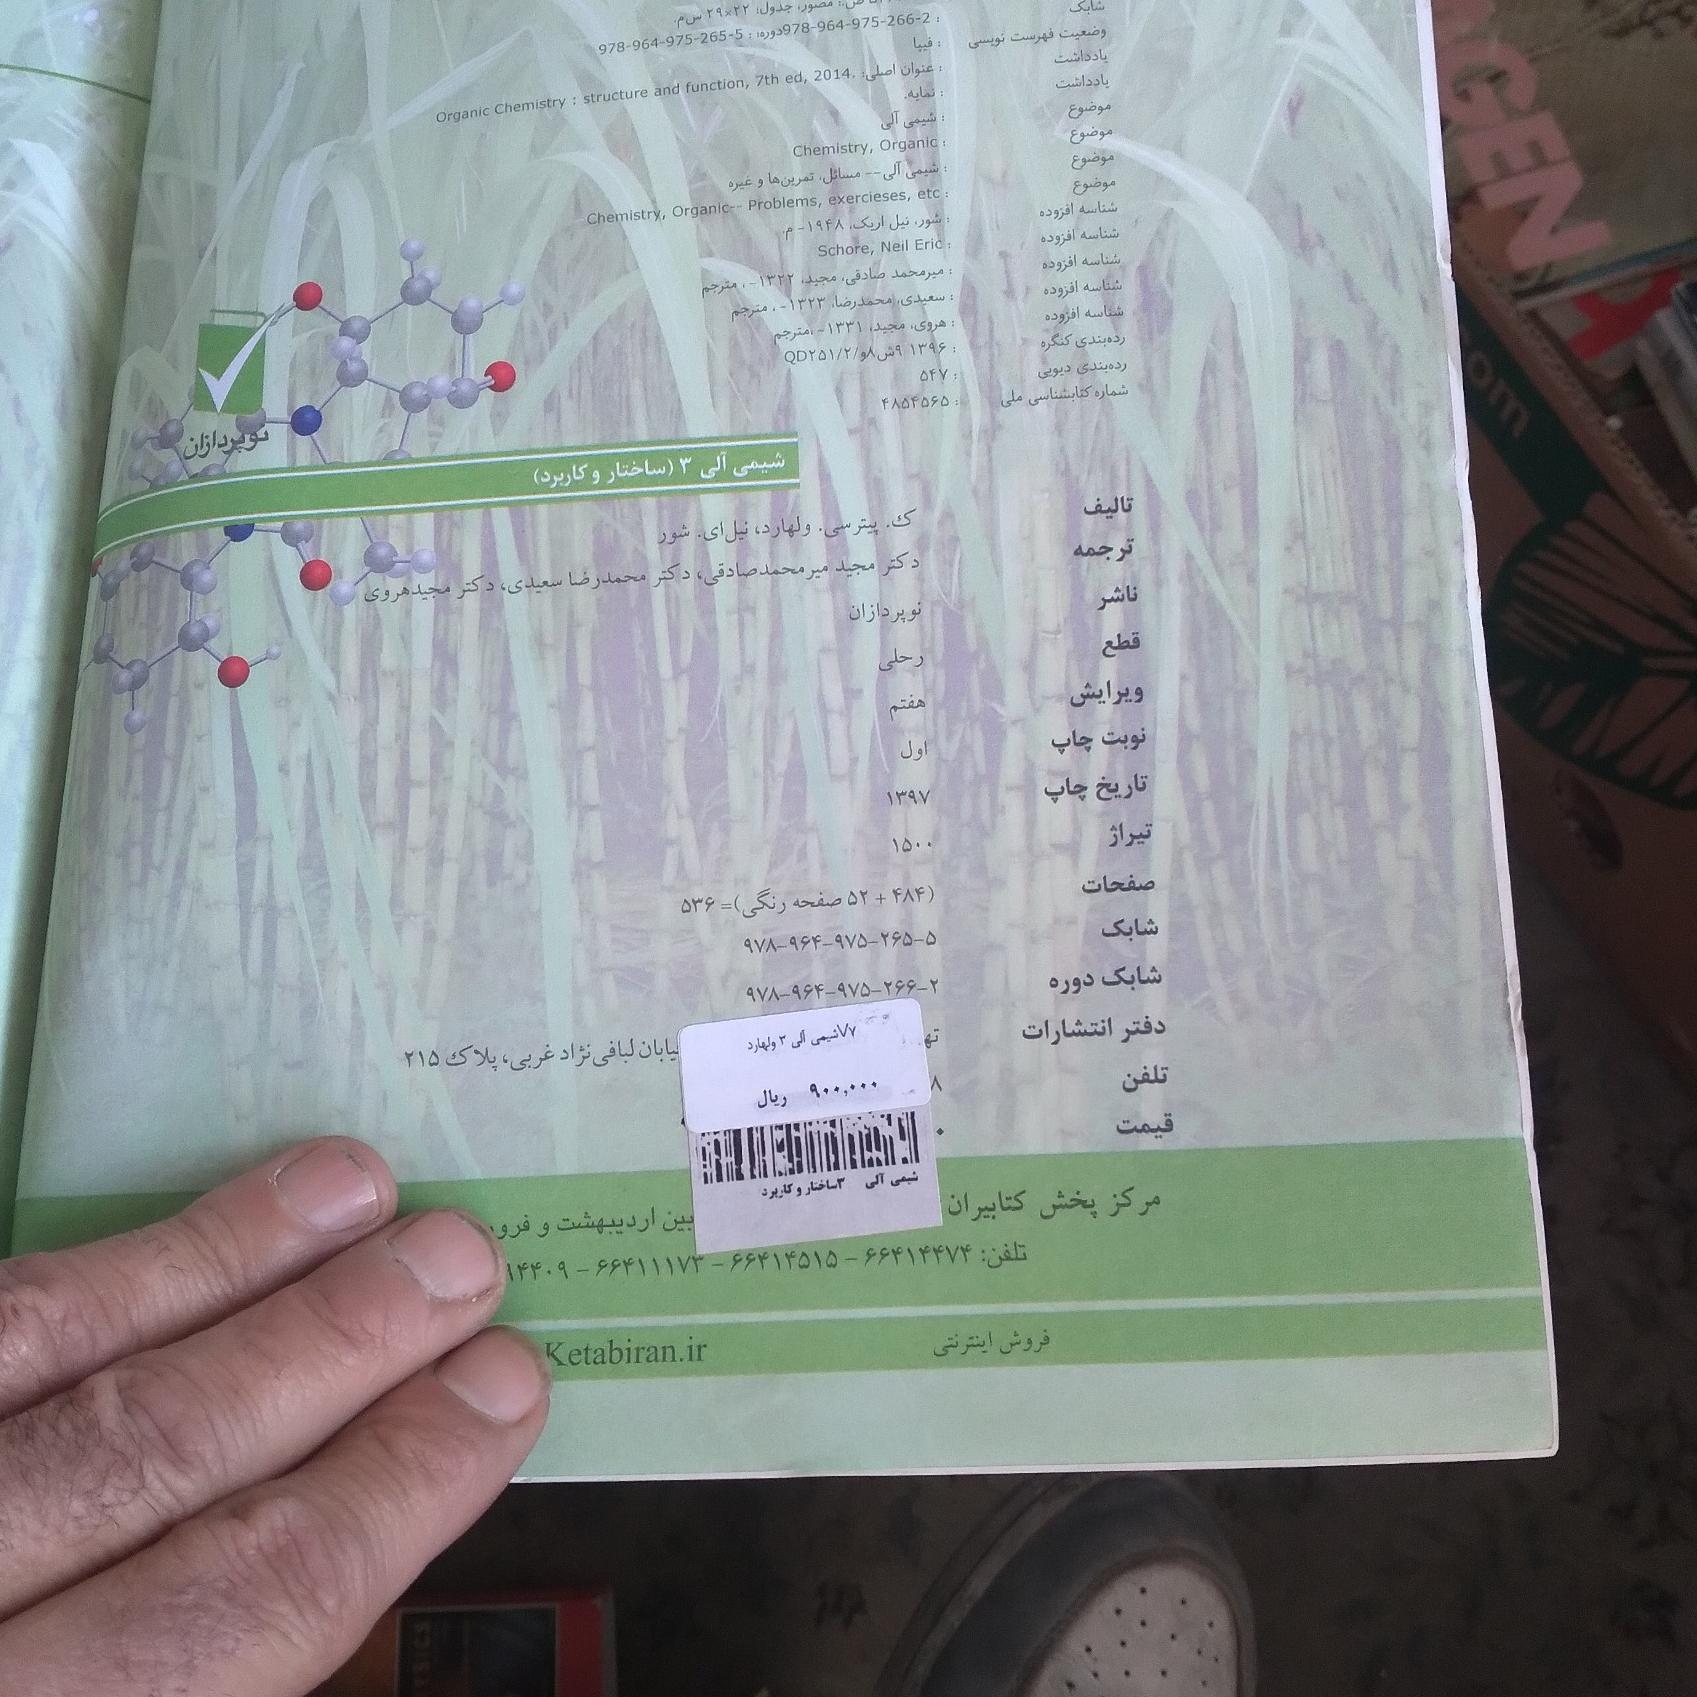 شابک
مصور، جدول؛ ۲۲×۲۹ س‌م.
وضعیت فهرست نویسی : 978-964-975-266-2دوره: ؛ 978-964-975-265-5
یادداشت : فیپا
یادداشت : عنوان اصلی: .Organic Chemistry : structure and function, 7th ed, 2014
موضوع : نمایه.
موضوع : شیمی آلی
موضوع : Chemistry, Organic
موضوع : شیمی آلی -- مسائل، تمرین‌ها و غیره
شناسه افزوده : Chemistry, Organic-- Problems, exercieses, etc
شناسه افزوده : شور، نیل اریک، ۱۹۴۸- م.
شناسه افزوده : Schore, Neil Eric
شناسه افزوده : میرمحمد صادقی، مجید، ۱۳۲۲-، مترجم
شناسه افزوده : سعیدی، محمدرضا، ۱۳۲۳- ، مترجم
رده‌بندی کنگره : هروی، مجید، ۱۳۳۱- ،مترجم
رده‌بندی دیویی : ۱۳۹۶ ۹ش۸و/QD۲۵۱/۲
شماره کتابشناسی ملی : ۵۴۷
: ۴۸۵۴۵۶۵
نوپردازان
شیمی آلی ۳ (ساختار و کاربرد)
تالیف ک. پیتر سی. ولهارد، نیل‌ای. شور
ترجمه دکتر مجید میرمحمدصادقی، دکتر محمدرضا سعیدی، دکتر مجیدهروی
ناشر نوپردازان
قطع رحلی
ویرایش هفتم
نوبت چاپ اول
تاریخ چاپ ۱۳۹۷
تیراژ ۱۵۰۰
صفحات (۴۸۴ + ۵۲ صفحه رنگی)= ۵۳۶
شابک ۹۷۸-۹۶۴-۹۷۵-۲۶۵-۵
شابک دوره ۹۷۸-۹۶۴-۹۷۵-۲۶۶-۲
دفتر انتشارات لبافی‌نژاد غربی، پلاک ۲۱۵
تلفن
قیمت
۷۷شیمی آلی ۳ ولهارد
۹۰۰,۰۰۰ ریال
شیمی آلی ۳ساختار و کاربرد
مرکز پخش کتابیران بین اردیبهشت و
تلفن: ۶۶۴۱۴۴۷۴ – ۶۶۴۱۴۵۱۵ – ۶۶۴۱۱۱۷۳ –
فروش اینترنتی Ketabiran.ir